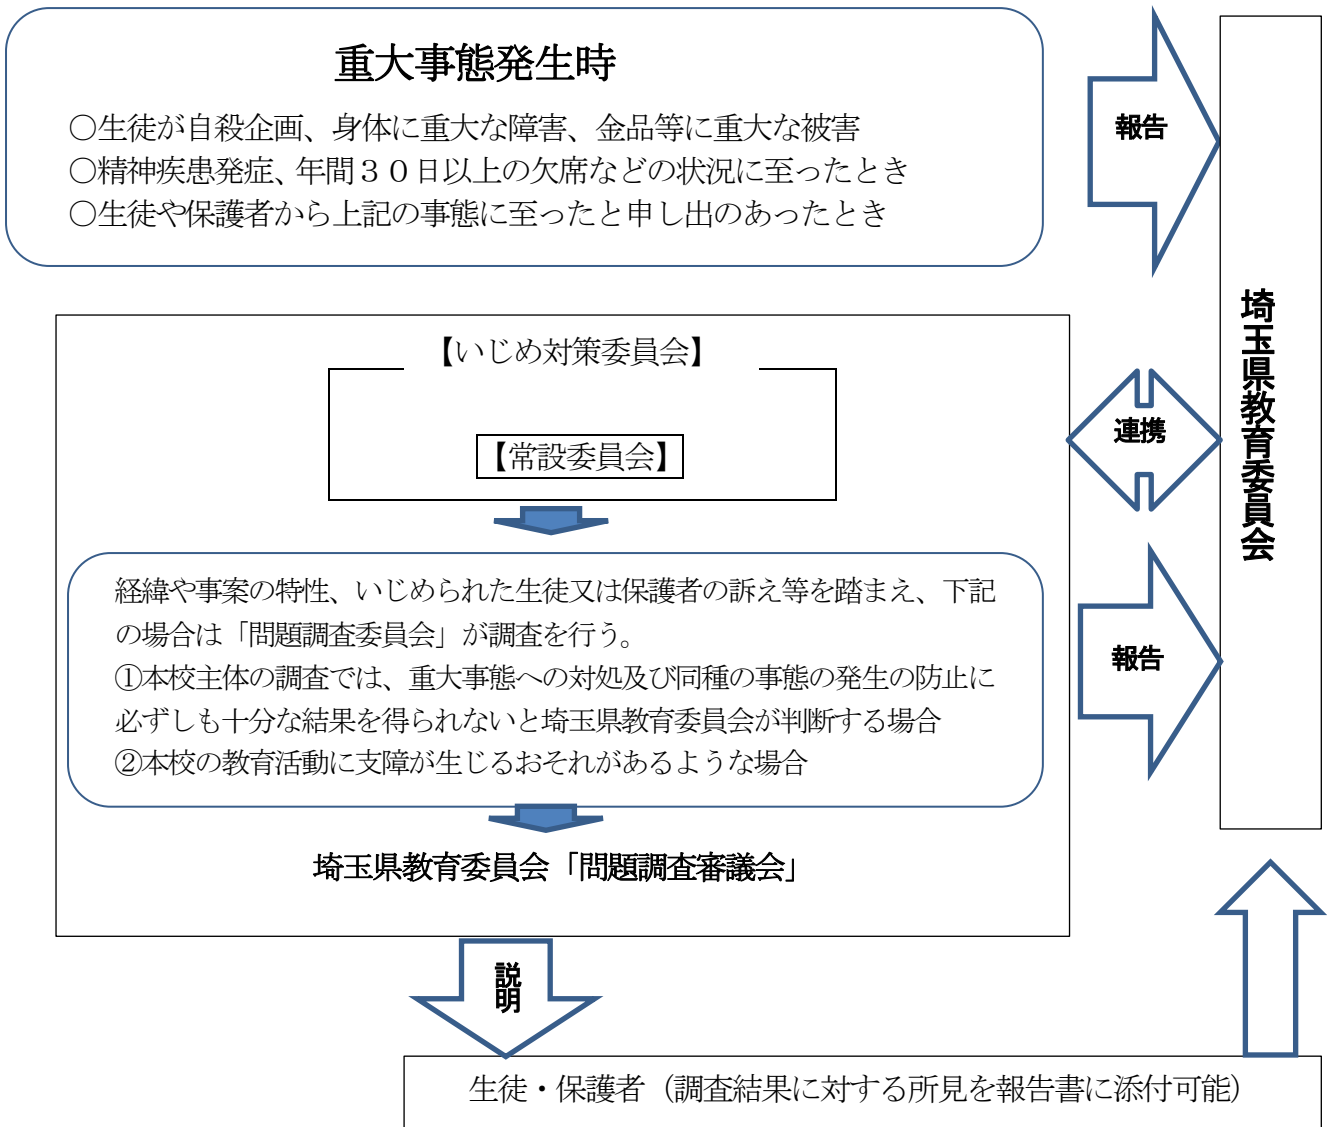 重大事態発生時
○生徒が自殺企画、身体に重大な障害、金品等に重大な被害
○精神疾患発症、年間３０日以上の欠席などの状況に至ったとき
○生徒や保護者から上記の事態に至ったと申し出のあったとき
報告
埼玉県教育委員会
【いじめ対策委員会】
【常設委員会】
連携
経緯や事案の特性、いじめられた生徒又は保護者の訴え等を踏まえ、下記
の場合は「問題調査委員会」が調査を行う。
①本校主体の調査では、重大事態への対処及び同種の事態の発生の防止に
必ずしも十分な結果を得られないと埼玉県教育委員会が判断する場合
②本校の教育活動に支障が生じるおそれがあるような場合
報告
埼玉県教育委員会「問題調査審議会」
説明
生徒・保護者（調査結果に対する所見を報告書に添付可能）